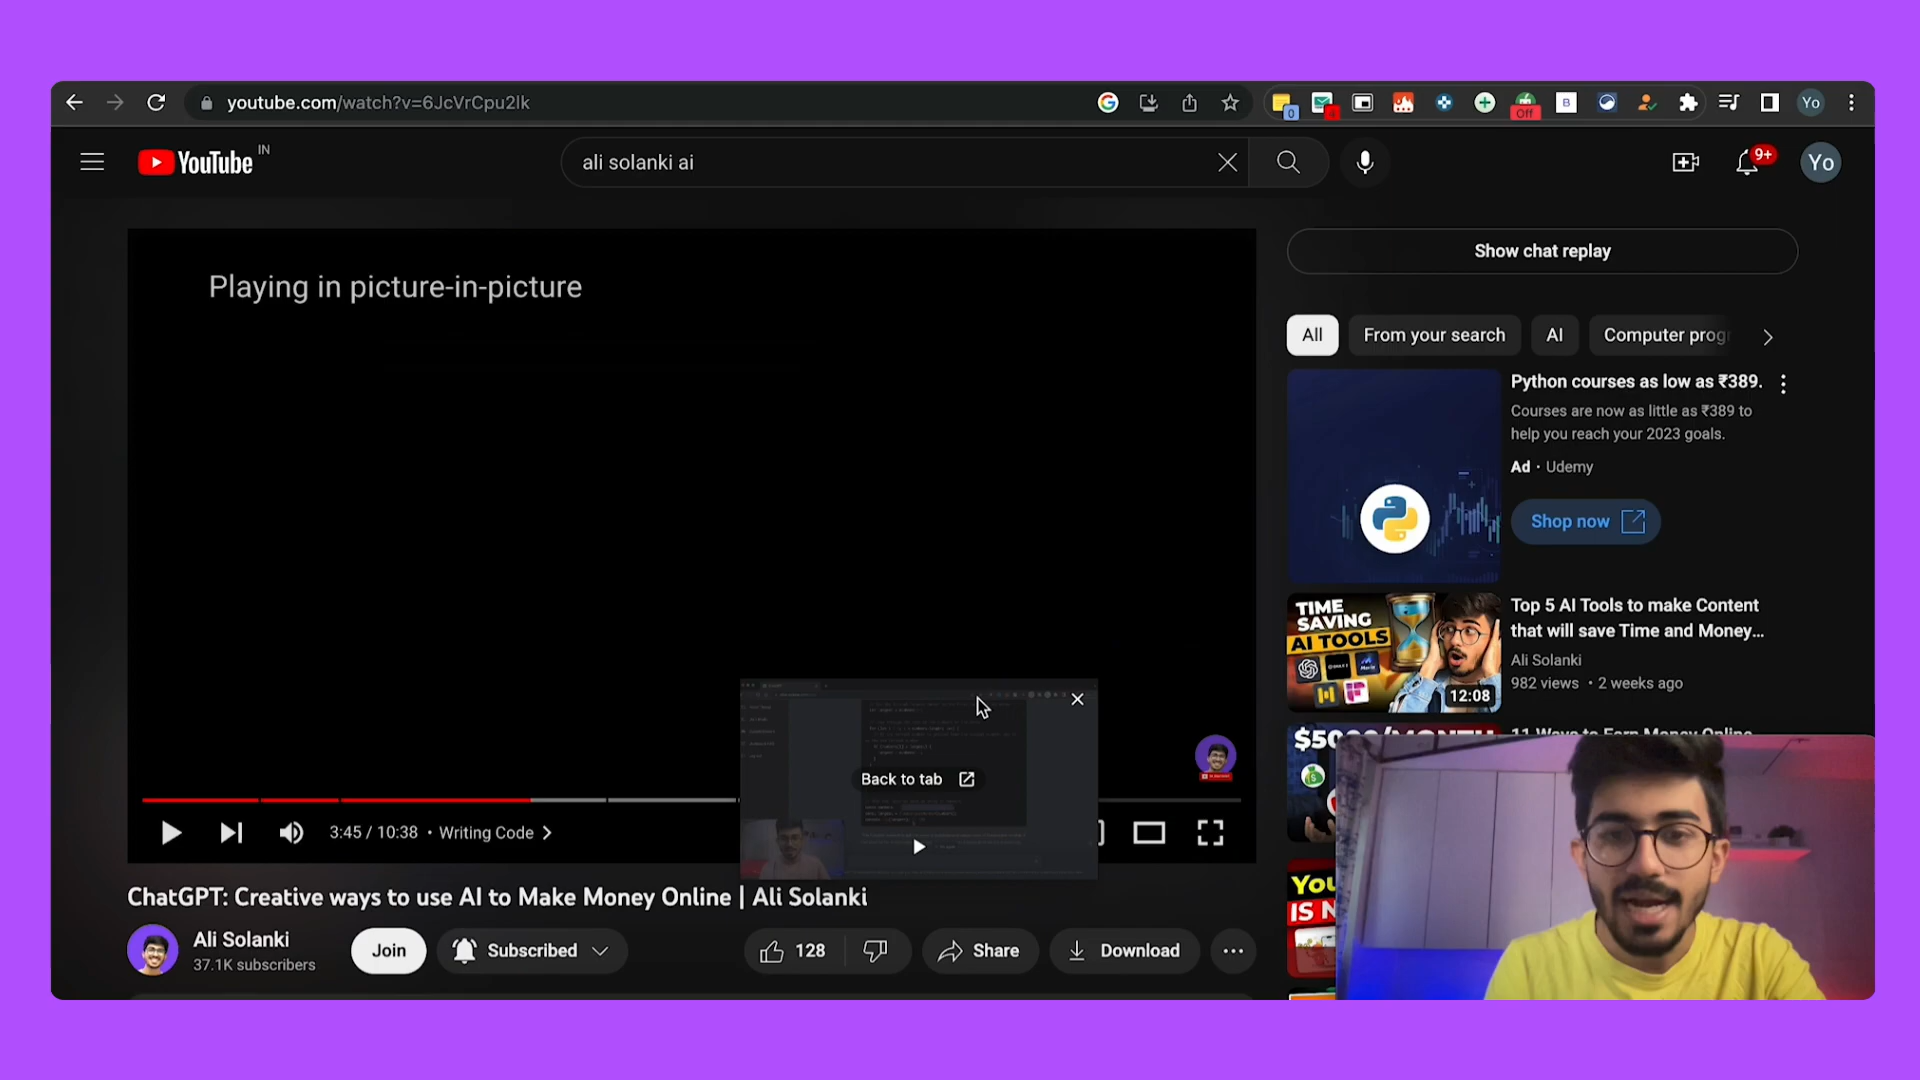 youtube.com/watch?v=6JcVrCpu2lk
0
Off
B
Yo
YouTube IN
ali solanki ai
9+
Yo
Playing in picture-in-picture
Show chat replay
All
From your search
AI
Computer prog
Python courses as low as ₹389.
Courses are now as little as ₹389 to
help you reach your 2023 goals.
Ad · Udemy
Shop now
TIME
SAVING
AI TOOLS
12:08
Top 5 AI Tools to make Content
that will save Time and Money...
Ali Solanki
982 views • 2 weeks ago
Back to tab
3:45 / 10:38 • Writing Code
ChatGPT: Creative ways to use AI to Make Money Online | Ali Solanki
Ali Solanki
37.1K subscribers
Join
Subscribed
128
Share
Download